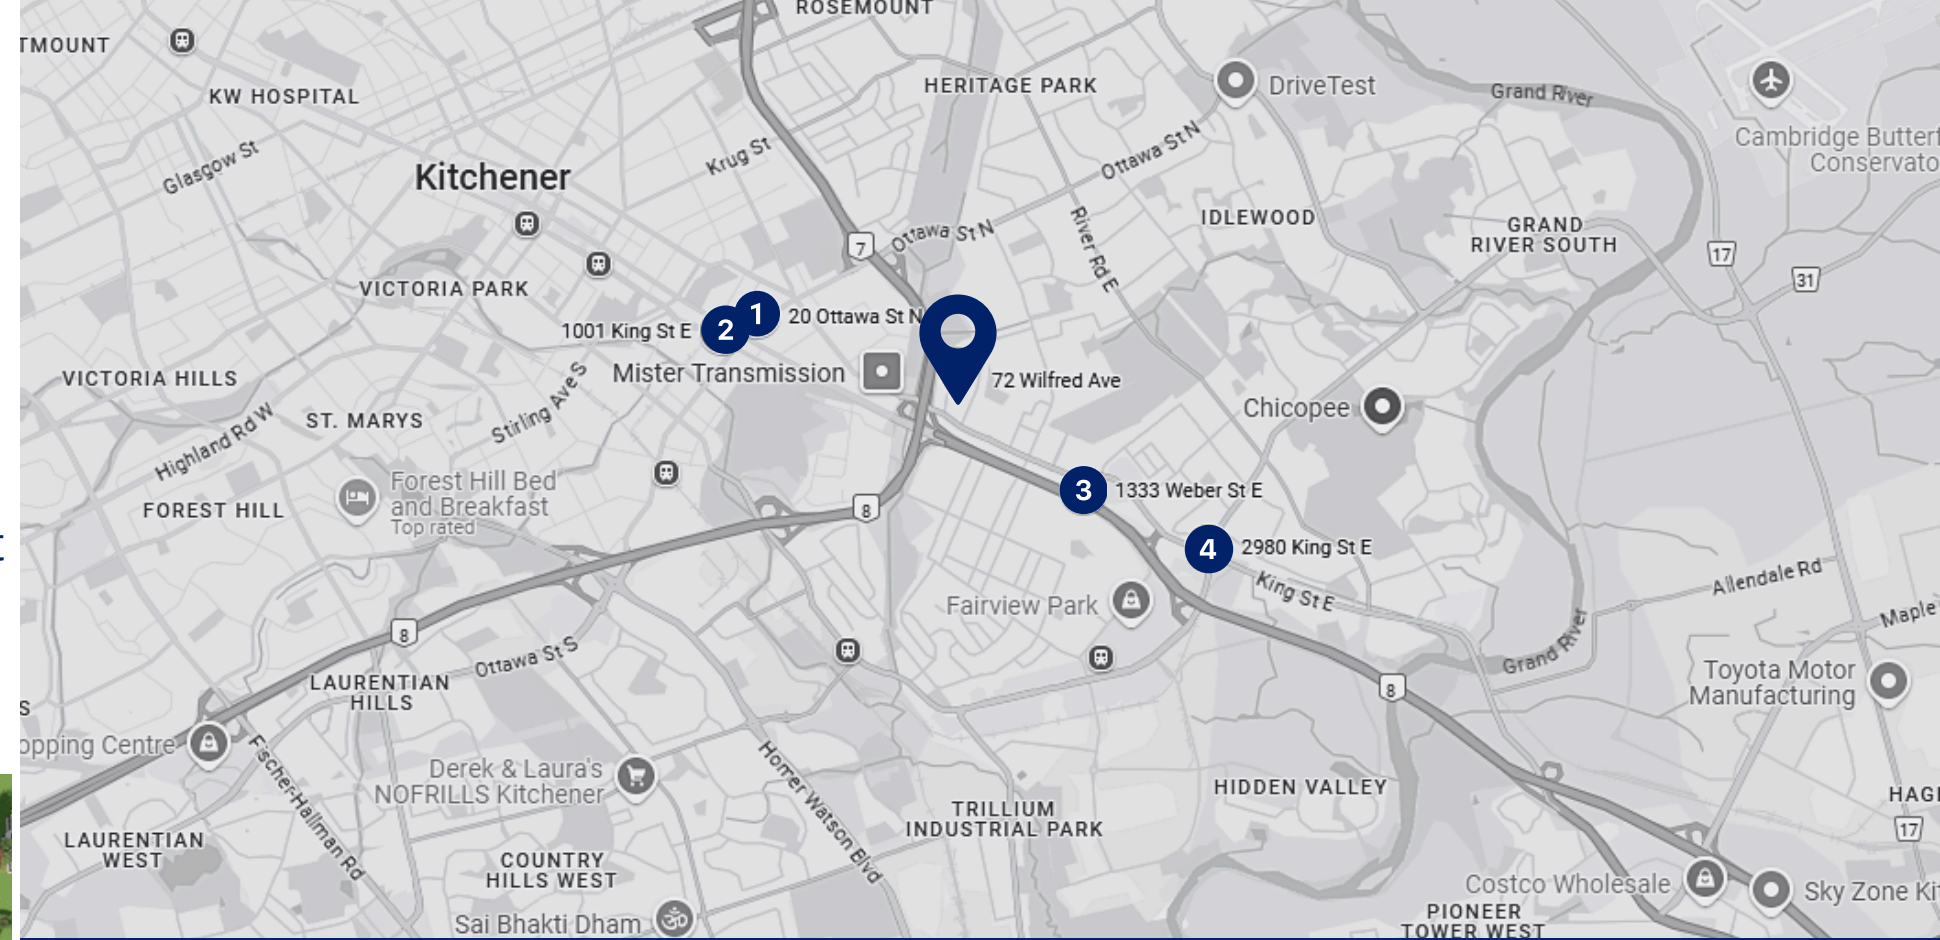 ROSEMOUNT
TMOUNT
KW HOSPITAL
HERITAGE PARK
DriveTest
Grand River
Cambridge Butterf
Conservato
Glasgow St
Kitchener
Krug St
Ottawa St N
7
Ottawa St N
River Rd E
IDLEWOOD
GRAND
RIVER SOUTH
17
31
VICTORIA PARK
1
20 Ottawa St N
1001 King St E
2
VICTORIA HILLS
Mister Transmission
72 Wilfred Ave
Stirling Ave S
Chicopee
Highland Rd W
ST. MARYS
Forest Hill Bed
and Breakfast
Top rated
FOREST HILL
8
3
1333 Weber St E
4
2980 King St E
King St E
Allendale Rd
Maple
Fairview Park
Grand River
8
Ottawa St S
LAURENTIAN
HILLS
8
Toyota Motor
Manufacturing
S
opping Centre
Fischer-Hallman Rd
Derek & Laura's
NOFRILLS Kitchener
Homer Watson Blvd
TRILLIUM
INDUSTRIAL PARK
HIDDEN VALLEY
HAG
17
LAURENTIAN
WEST
COUNTRY
HILLS WEST
Sai Bhakti Dham
Costco Wholesale
Sky Zone Ki
PIONEER
TOWER WEST